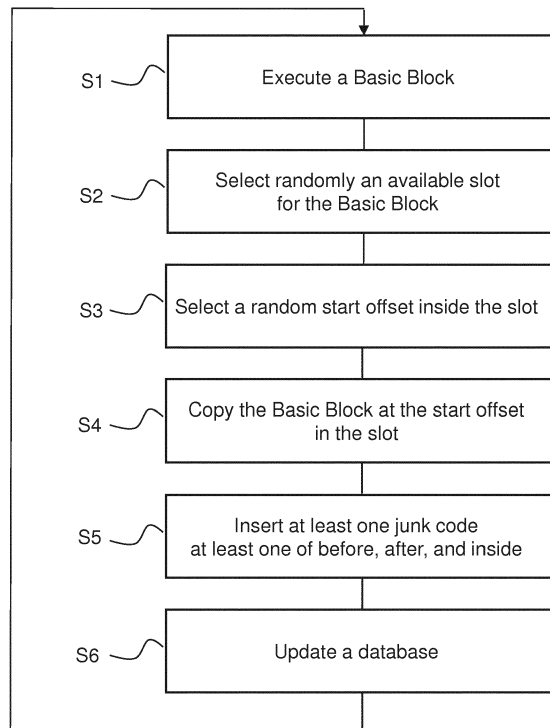 S1
Execute a Basic Block
S2
Select randomly an available slot
for the Basic Block
S3
Select a random start offset inside the slot
S4
Copy the Basic Block at the start offset
in the slot
S5
Insert at least one junk code
at least one of before, after, and inside
S6
Update a database